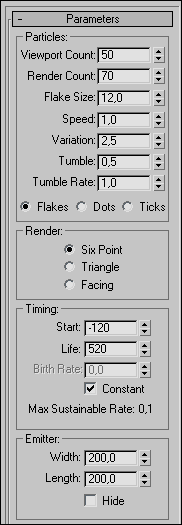 - Parameters
Particles:
Viewport Count: 50
Render Count: 70
Flake Size: 12,0
Speed: 1,0
Variation: 2,5
Tumble: 0,5
Tumble Rate: 1,0
Flakes Dots Ticks
Render:
Six Point
Triangle
Facing
Timing:
Start: -120
Life: 520
Birth Rate: 0,0
Constant
Max Sustainable Rate: 0,1
Emitter:
Width: 200,0
Length: 200,0
Hide